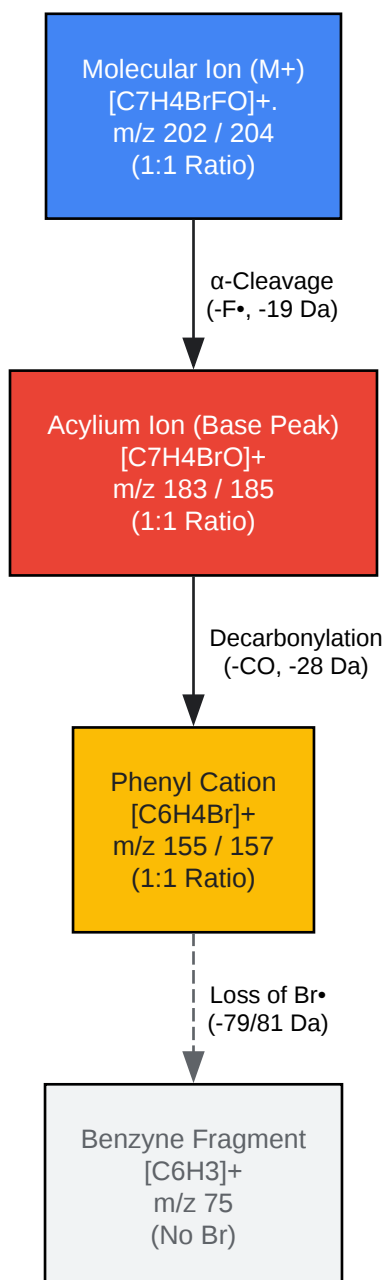 Molecular Ion (M+)
[C7H4BrFO]+.
m/z 202 / 204
(1:1 Ratio)
α-Cleavage
(-F•, -19 Da)
Acylium Ion (Base Peak)
[C7H4BrO]+
m/z 183 / 185
(1:1 Ratio)
Decarbonylation
(-CO, -28 Da)
Phenyl Cation
[C6H4Br]+
m/z 155 / 157
(1:1 Ratio)
Loss of Br•
(-79/81 Da)
Benzyne Fragment
[C6H3]+
m/z 75
(No Br)